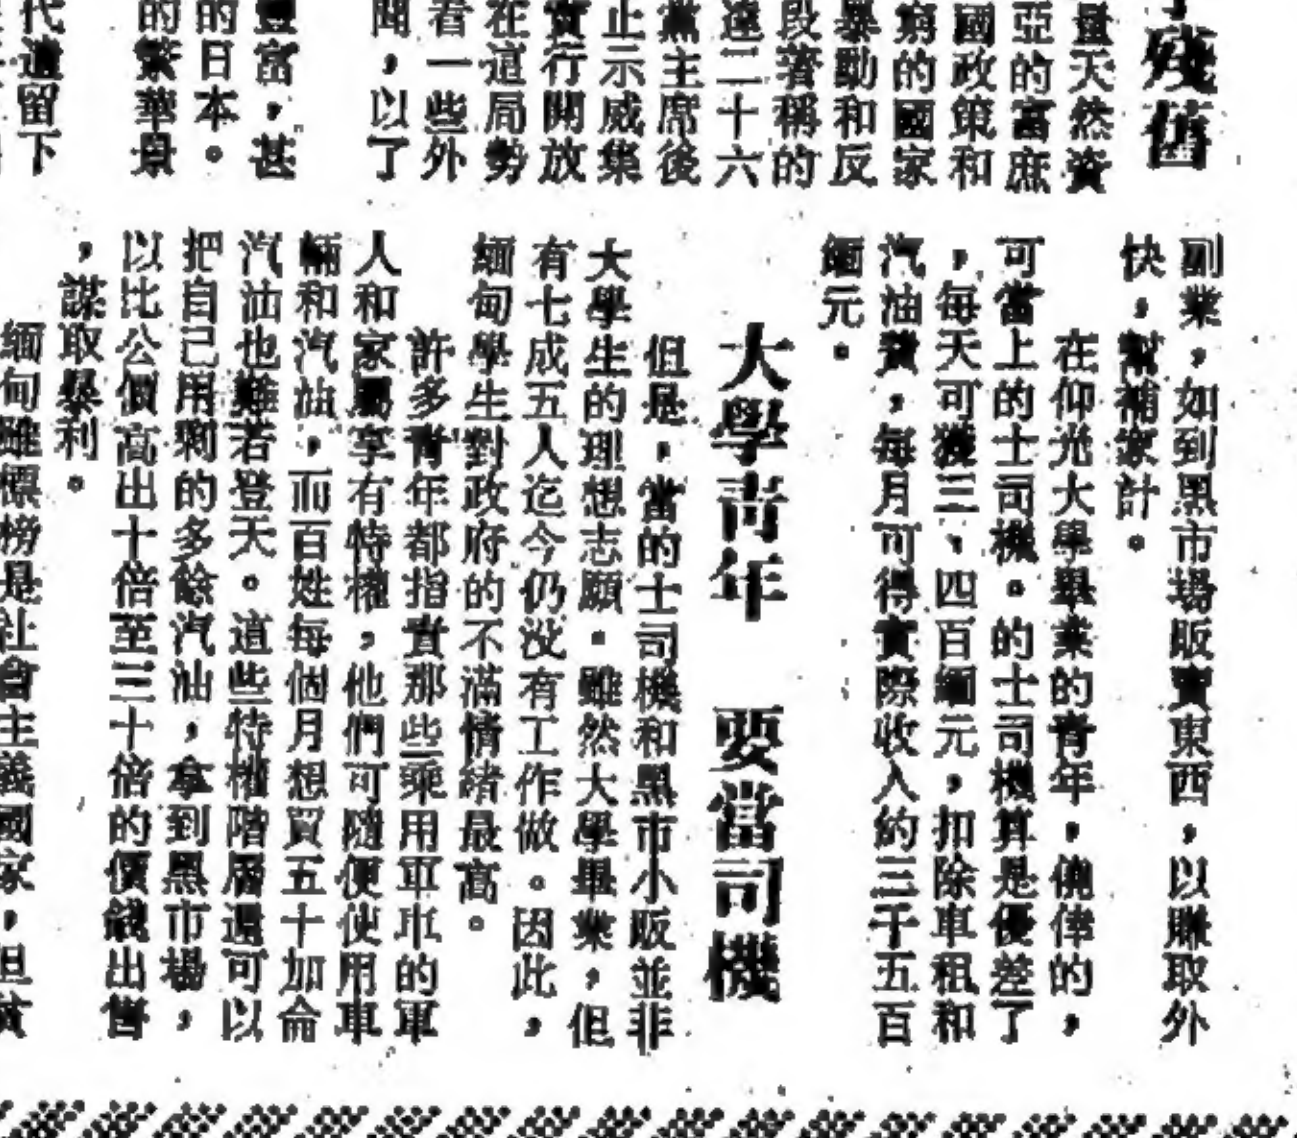 殘舊
量天然資
亞的富庶
國政策和
窮的國家
暴動和反
段著稱的
達二十六
黨主席後
止示威集
實行開放
在這局勢
看一些外
聞，以了
豐富，甚
的日本。
的繁華景
代遺留下
副業，如到黑市場販賣東西，以賺取外
快，幫補家計。
在仰光大學畢業的青年，僥倖的，
可當上的士司機。的士司機算是優差了
，每天可獲三、四百緬元，扣除車租和
汽油費，每月可得實際收入約三千五百
緬元。
大學青年　要當司機
但是，當的士司機和黑市小販並非
大學生的理想志願。雖然大學畢業，但
有七成五人迄今仍沒有工作做。因此，
緬甸學生對政府的不滿情緒最高。
許多青年都指責那些乘用軍車的軍
人和家屬享有特權，他們可隨便使用車
輛和汽油，而百姓每個月想買五十加侖
汽油也難若登天。這些特權階層還可以
把自己用剩的多餘汽油，拿到黑市場，
以比公價高出十倍至三十倍的價錢出售
，謀取暴利。
緬甸雖標榜是社會主義國家，但